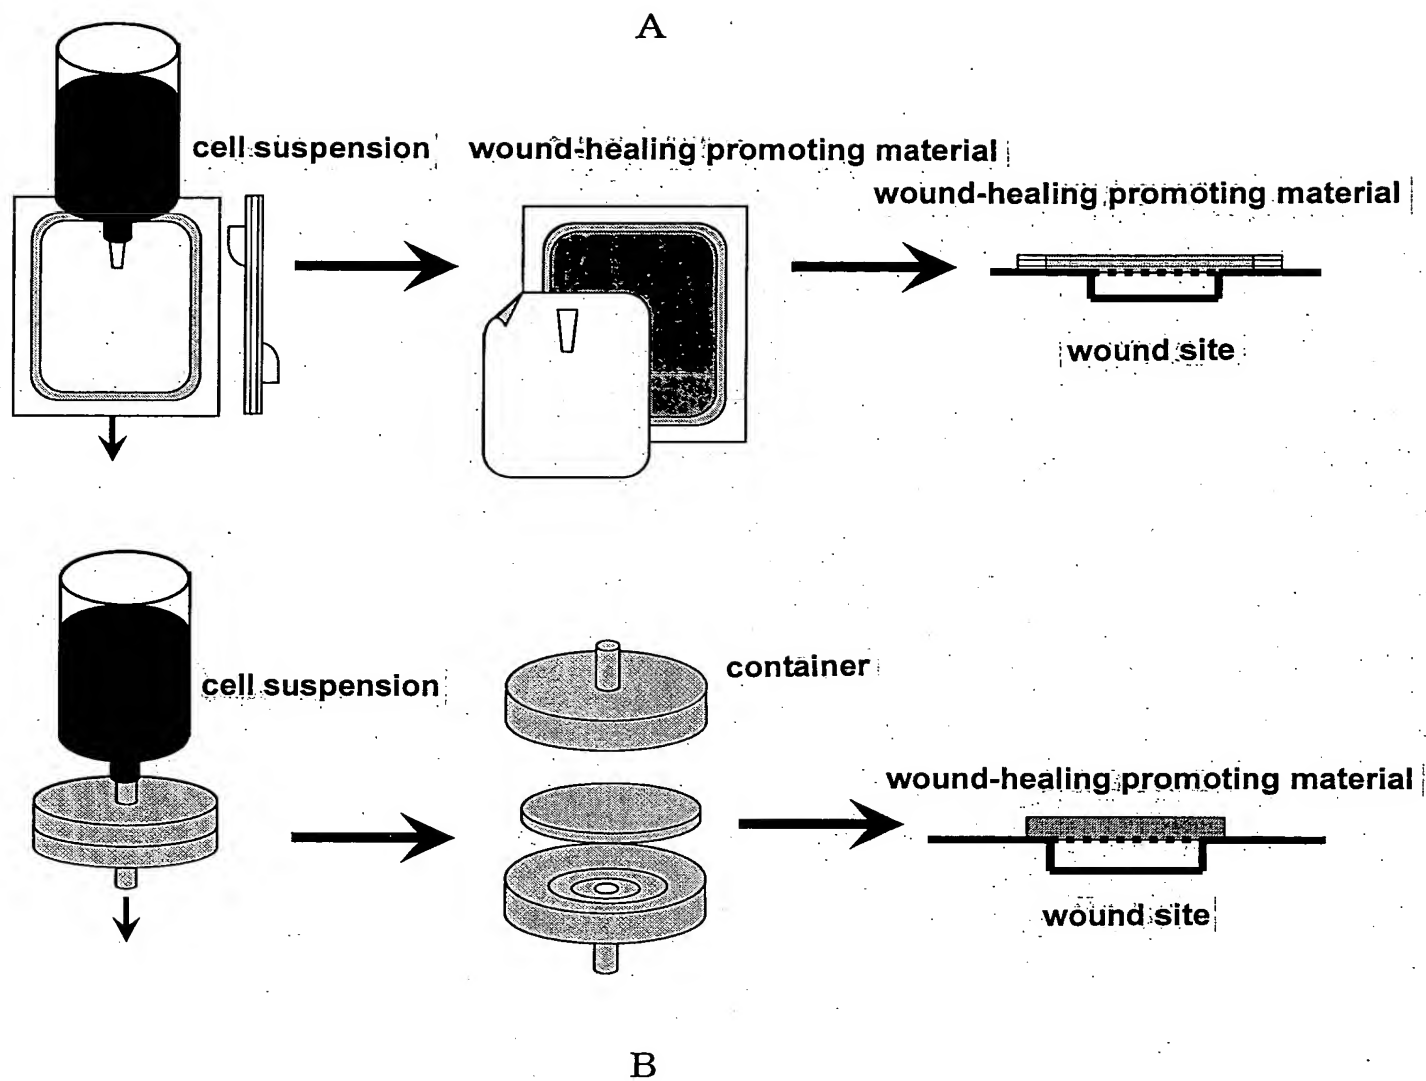 A
cell suspension
wound-healing promoting material
wound-healing promoting material
wound site
cell suspension
container
wound-healing promoting material
wound site
B